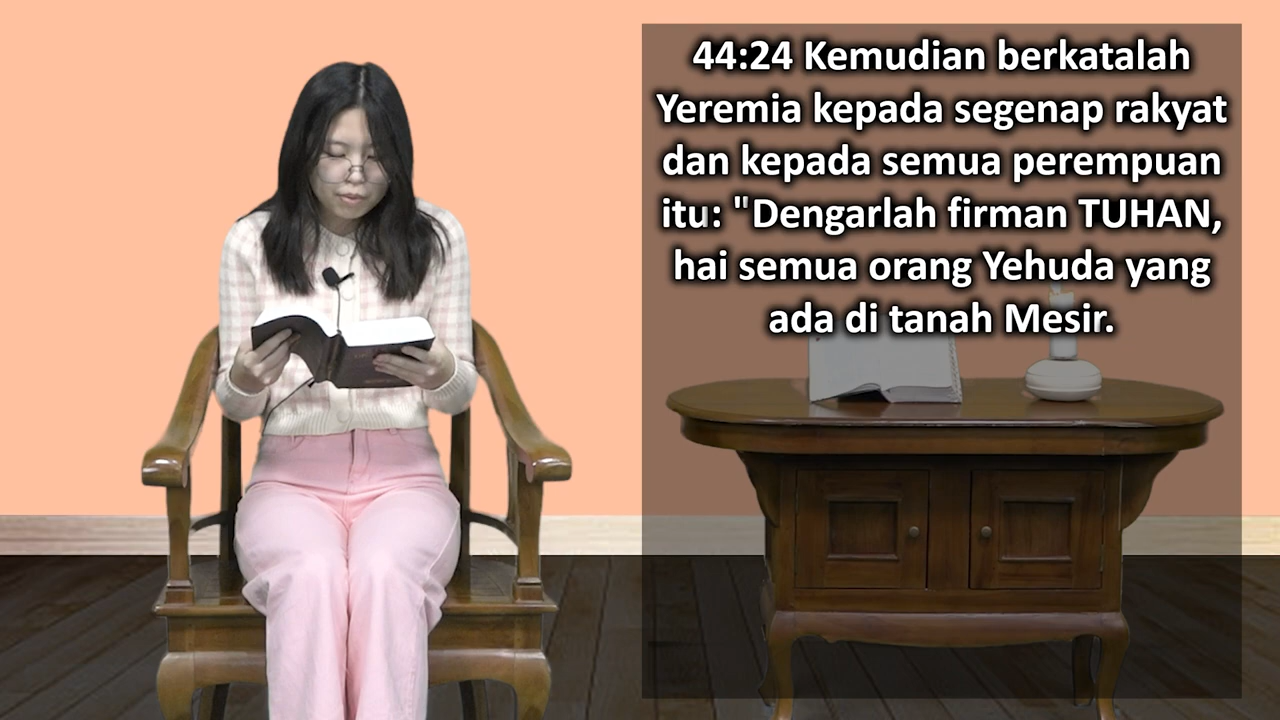 44:24 Kemudian berkatalah
Yeremia kepada segenap rakyat
dan kepada semua perempuan
itu: "Dengarlah firman TUHAN,
hai semua orang Yehuda yang
ada di tanah Mesir.